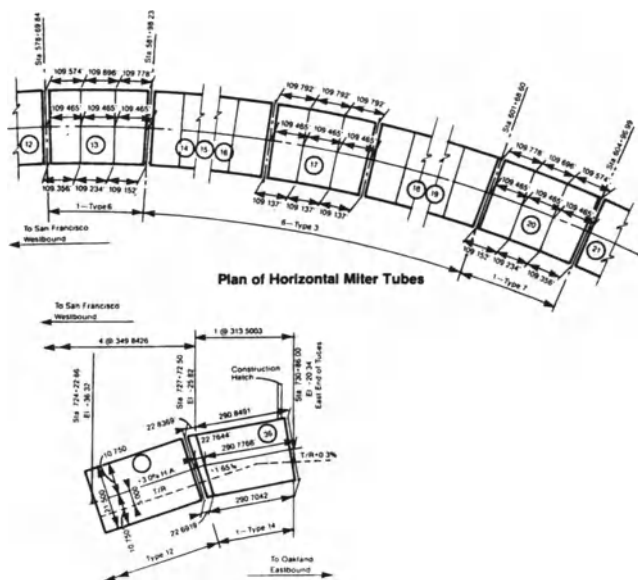 Sta 578+69.84
Sta 581+98.23
109 574' 109 696' 109 778'
109.465' 109.465' 109.465'
12
13
109.356' 109.234' 109.152'
1—Type 6
14
15
16
109 792' 109 792' 109 792'
109.465' 109.465' 109.465'
17
109 137' 109 137' 109 137'
6—Type 3
18
19
Sta 601+68.60
Sta 604+96.99
109 778' 109 696' 109 574'
109 465' 109 465' 109 465'
20
21
109 152' 109 234' 109 356'
1—Type 7
To San Francisco
Westbound
Plan of Horizontal Miter Tubes
To San Francisco
Westbound
4 @ 349 8426
1 @ 313 5003
Sta 724+22.86
El -36.37
Sta 727+72.50
El -25.82
Sta 730+86.00
El -20.34
East End of Tubes
Construction
Hatch
22 8369'
290.8491
22 7644'
290.7766
10.750
21.500
10.750
.000
-3.0% H.A.
T/R
-1.65%
T/R+0.3%
22 6919'
290.7042
Type 12
1—Type 14
To Oakland
Eastbound